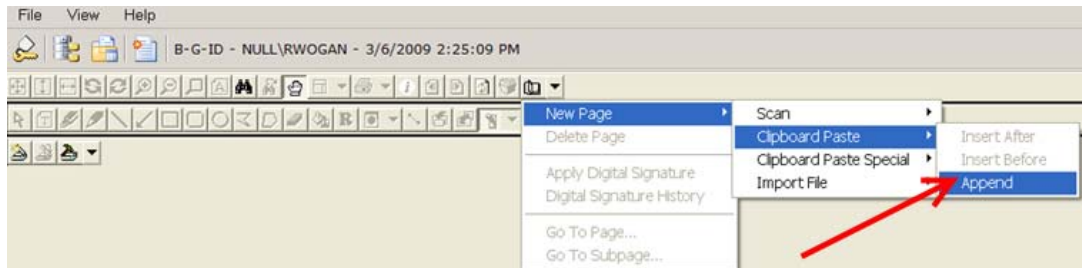 File View Help
B-G-ID - NULL\RWOGAN - 3/6/2009 2:25:09 PM
New Page
Delete Page
Apply Digital Signature
Digital Signature History
Go To Page...
Go To Subpage...
Scan
Clipboard Paste
Clipboard Paste Special
Import File
Insert After
Insert Before
Append